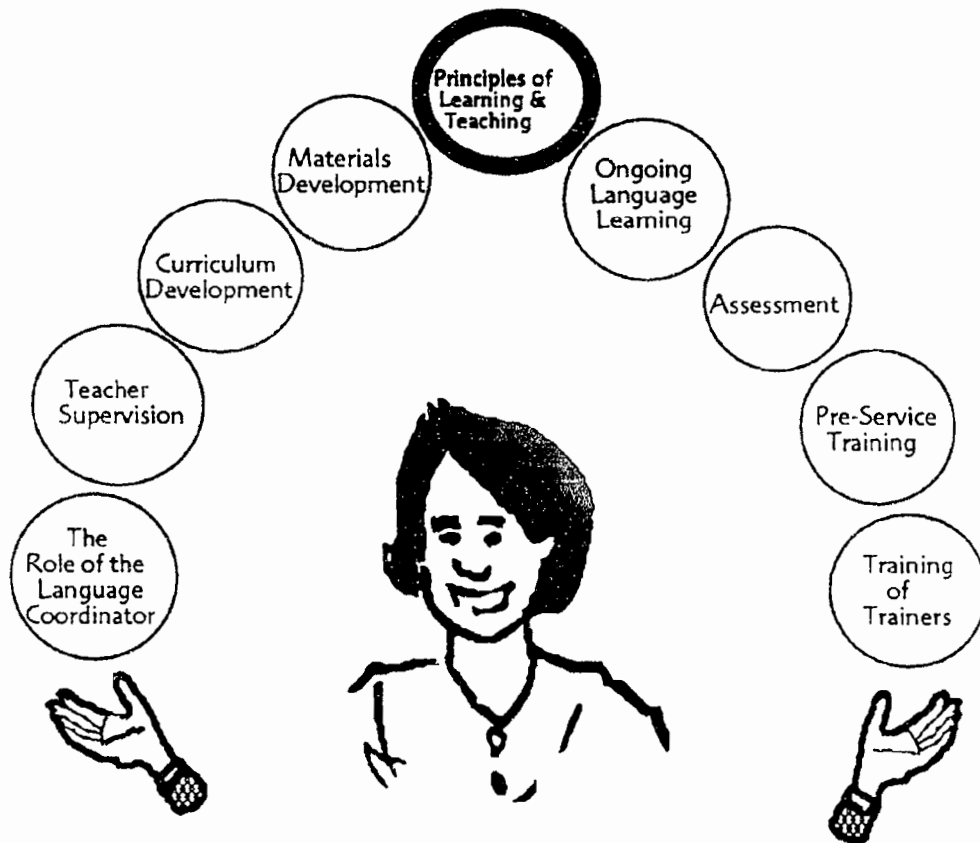 Principles of
Learning &
Teaching
Materials
Development
Ongoing
Language
Learning
Curriculum
Development
Assessment
Teacher
Supervision
Pre-Service
Training
The
Role of the
Language
Coordinator
Training
of
Trainers